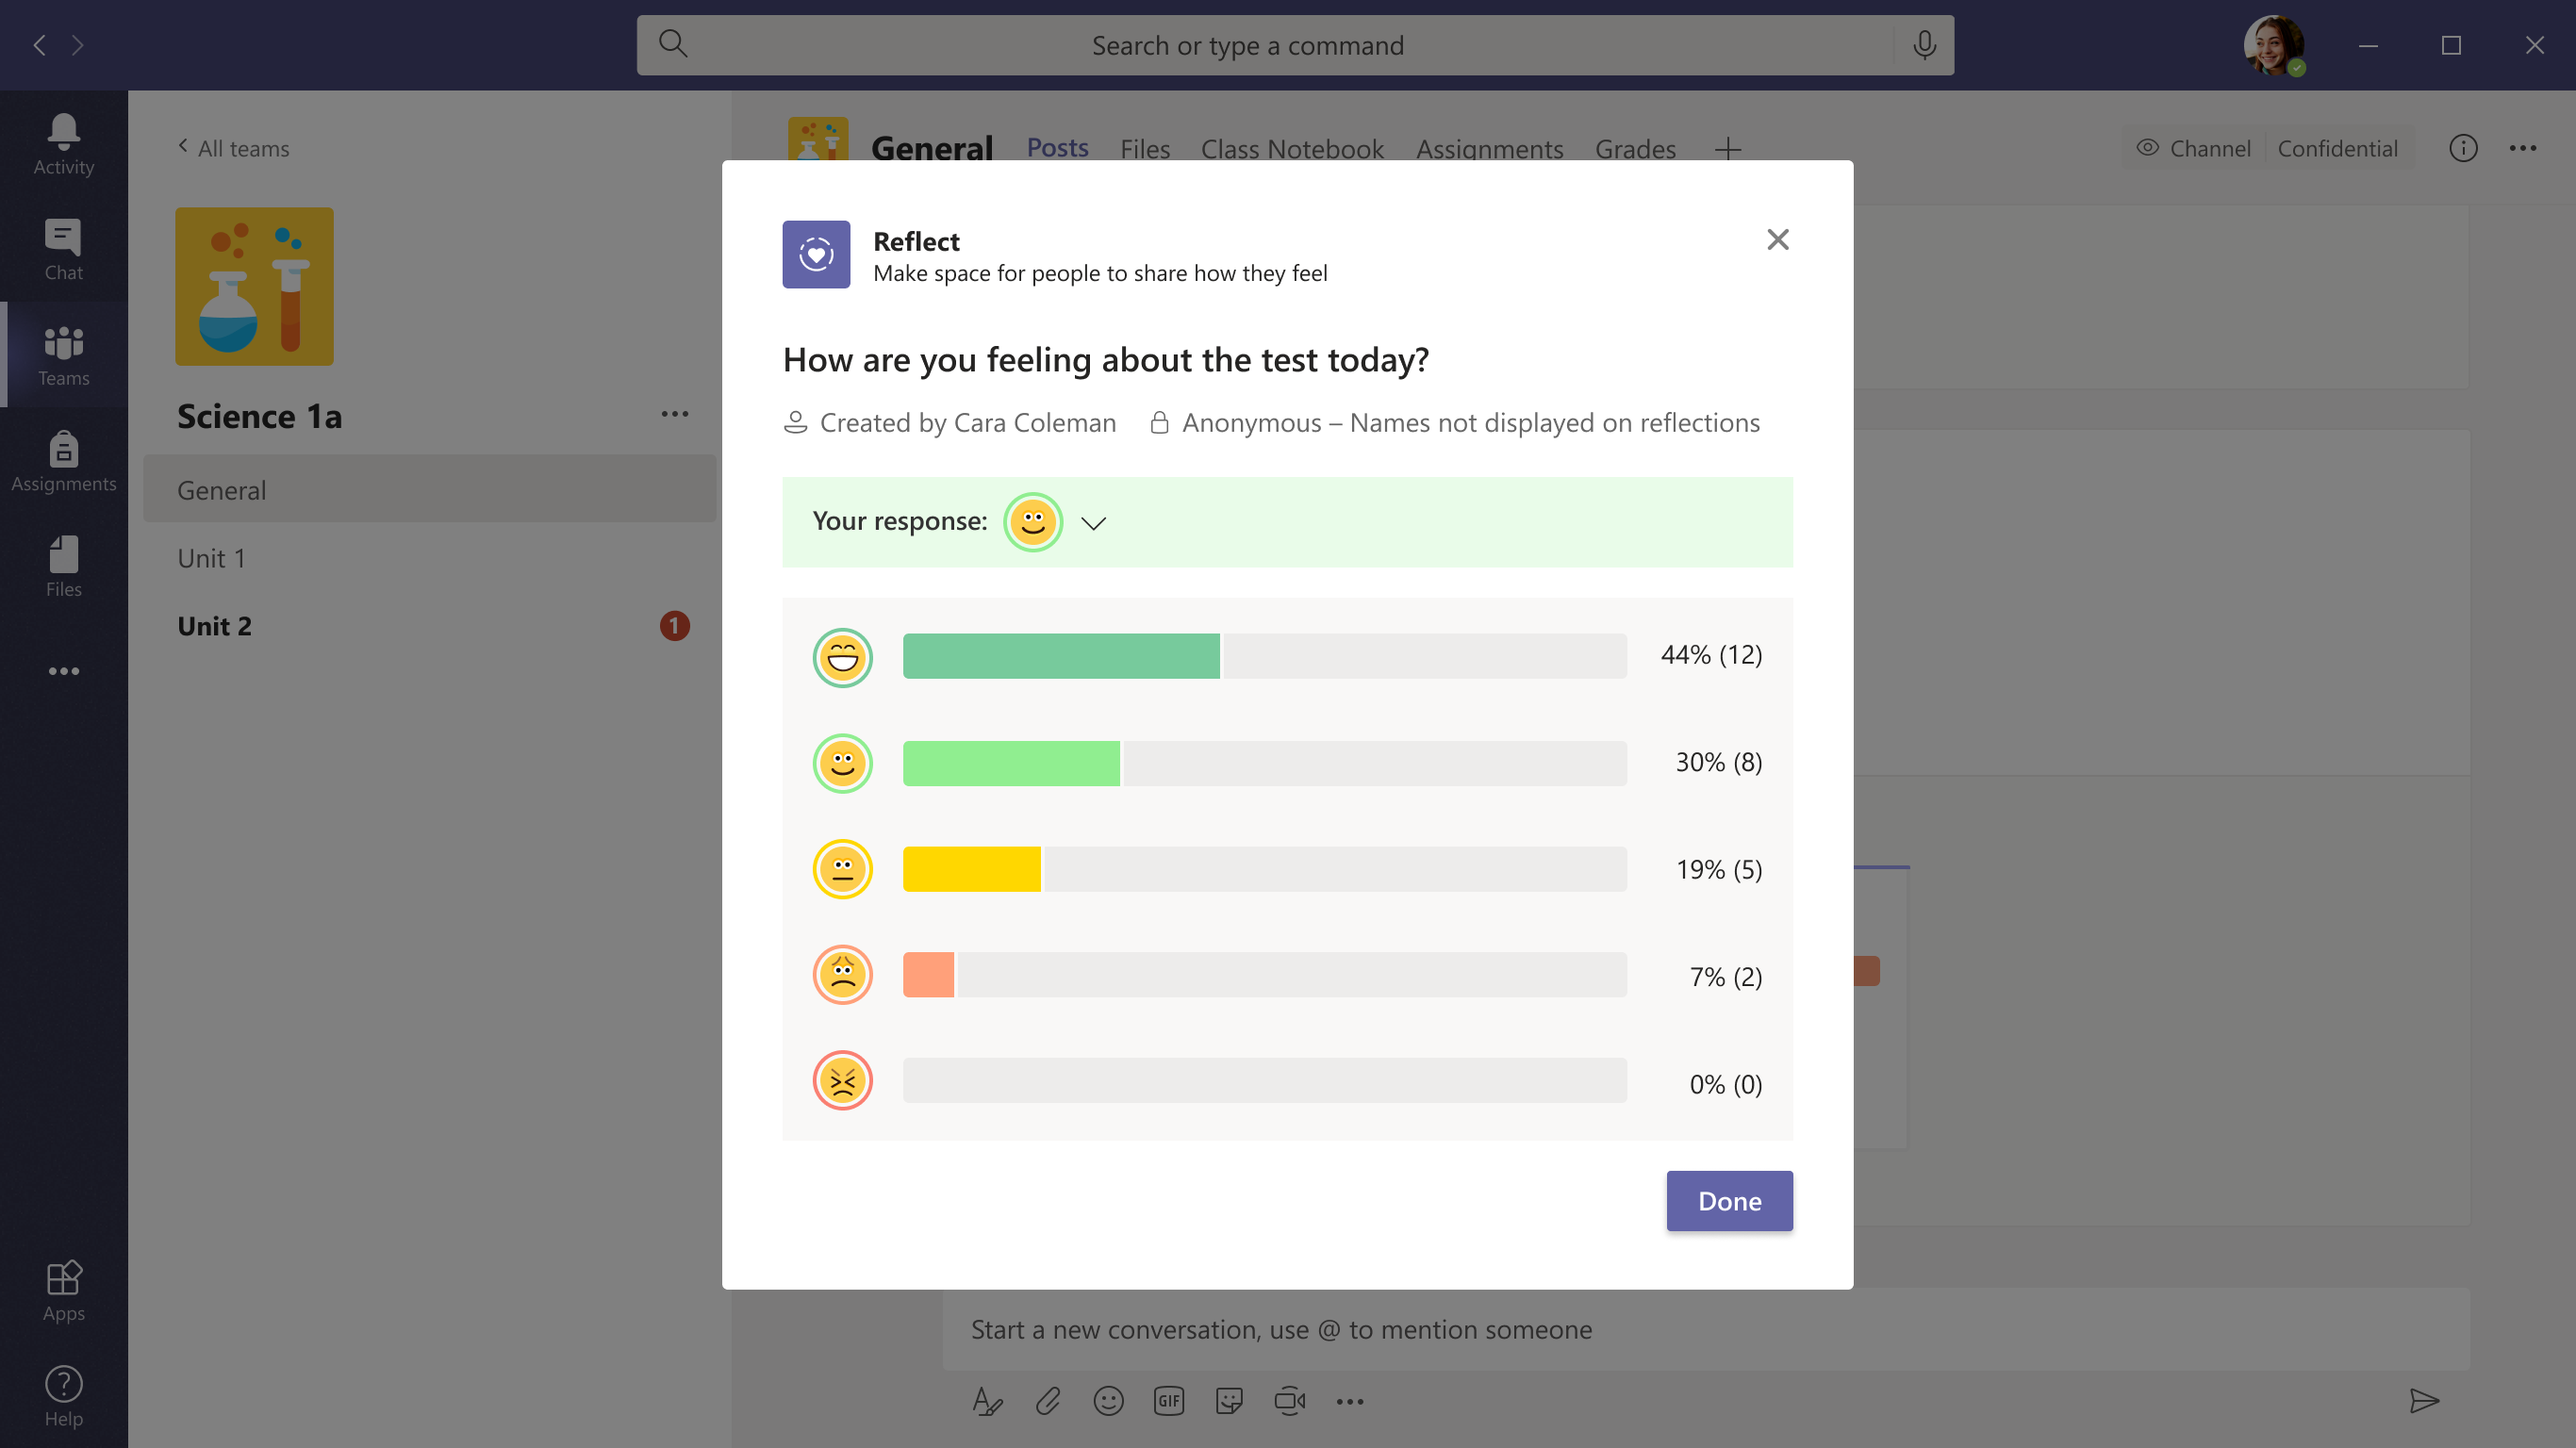 Search or type a command
Activity
Chat
Teams
Assignments
Files
Apps
Help
All teams
Science 1a
General
Unit 1
Unit 2
1
General
Posts
Files
Class Notebook
Assignments
Grades
Channel
Confidential
Reflect
Make space for people to share how they feel
How are you feeling about the test today?
Created by Cara Coleman
Anonymous – Names not displayed on reflections
Your response:
44% (12)
30% (8)
19% (5)
7% (2)
0% (0)
Done
Start a new conversation, use @ to mention someone
GIF